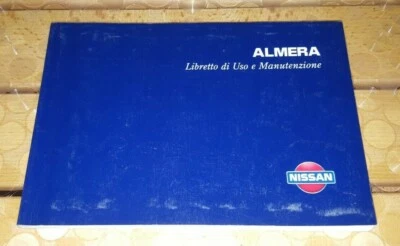 ALMERA
Libretto di Uso e Manutenzione
NISSAN